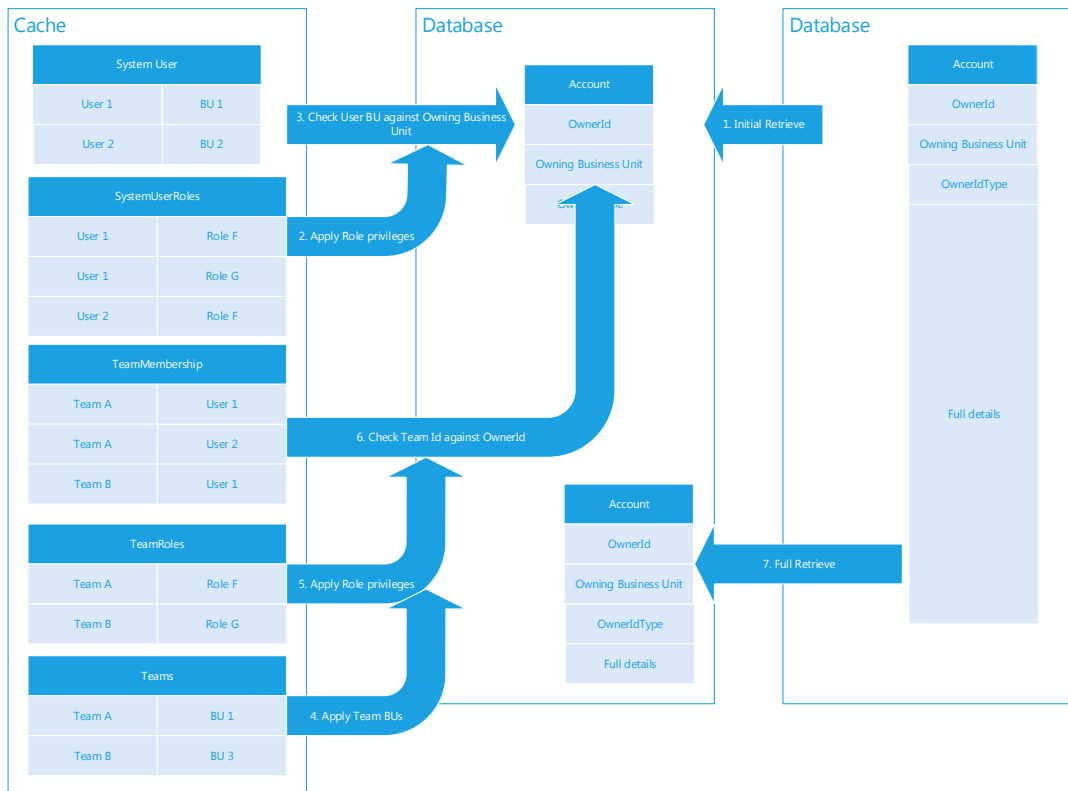 Cache
System User
User 1
BU 1
User 2
BU 2
SystemUserRoles
User 1
Role F
User 1
Role G
User 2
Role F
TeamMembership
Team A
User 1
Team A
User 2
Team B
User 1
TeamRoles
Team A
Role F
Team B
Role G
Teams
Team A
BU 1
Team B
BU 3
3. Check User BU against Owning Business
Unit
2. Apply Role privileges
6. Check Team Id against OwnerId
5. Apply Role privileges
4. Apply Team BUs
Database
Account
OwnerId
Owning Business Unit
Account
OwnerId
Owning Business Unit
OwnerIdType
Full details
1. Initial Retrieve
7. Full Retrieve
Database
Account
OwnerId
Owning Business Unit
OwnerIdType
Full details